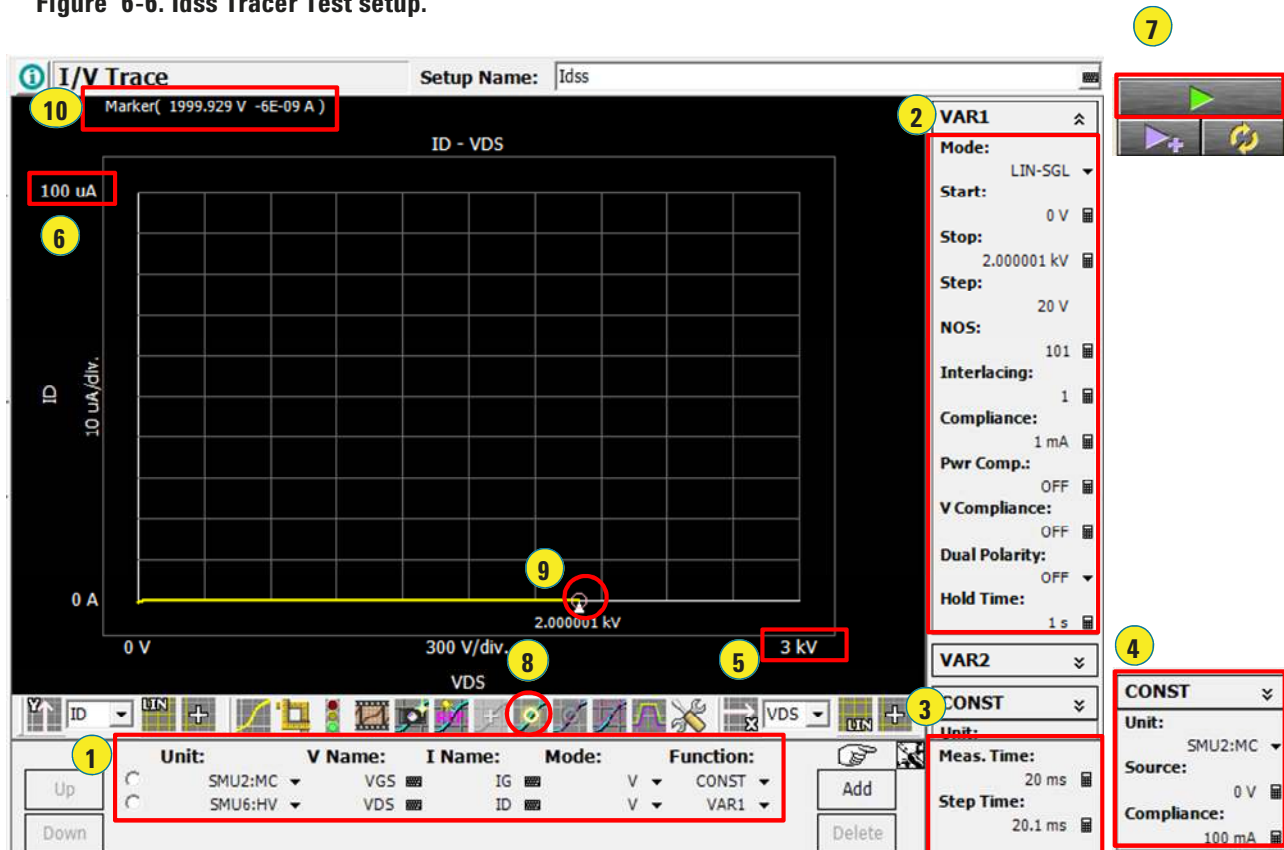 Figure 6-6. Idss Tracer Test setup.
7
I/V Trace
Setup Name: Idss
10
Marker( 1999.929 V -6E-09 A )
ID - VDS
100 uA
6
ID
10 uA/div.
0 A
9
2.000001 kV
0 V
300 V/div.
8
5
3 kV
VDS
2
VAR1
Mode:
LIN-SGL
Start:
0 V
Stop:
2.000001 kV
Step:
20 V
NOS:
101
Interlacing:
1
Compliance:
1 mA
Pwr Comp.:
OFF
V Compliance:
OFF
Dual Polarity:
OFF
Hold Time:
1 s
VAR2
CONST
Unit:
3
Meas. Time:
20 ms
Step Time:
20.1 ms
4
CONST
Unit:
SMU2:MC
Source:
0 V
Compliance:
100 mA
Y
ID
LIN
X
VDS
LIN
1
Unit: V Name: I Name: Mode: Function:
SMU2:MC VGS IG V CONST
SMU6:HV VDS ID V VAR1
Up
Down
Add
Delete